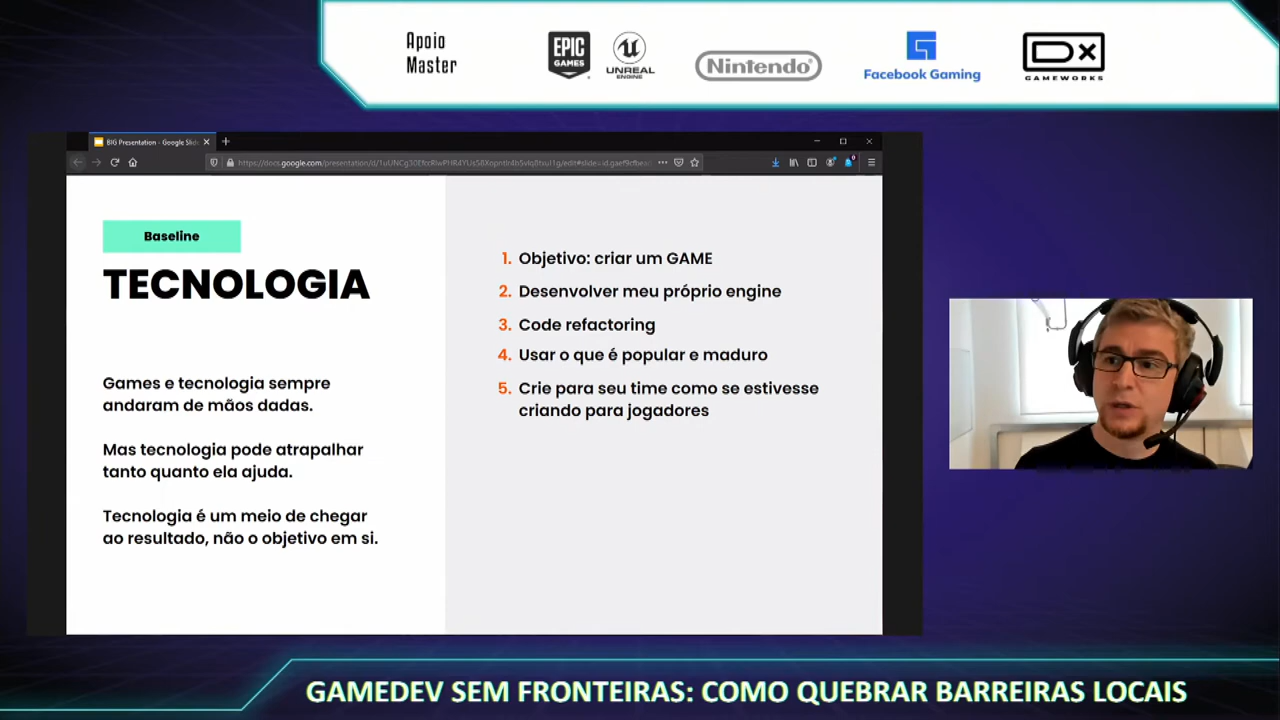 Apoio
Master
EPIC
GAMES
UNREAL
ENGINE
Nintendo
Facebook Gaming
DX
GAMEWORKS
BIG Presentation - Google Slid
Baseline
TECNOLOGIA
Games e tecnologia sempre
andaram de mãos dadas.
Mas tecnologia pode atrapalhar
tanto quanto ela ajuda.
Tecnologia é um meio de chegar
ao resultado, não o objetivo em si.
1. Objetivo: criar um GAME
2. Desenvolver meu próprio engine
3. Code refactoring
4. Usar o que é popular e maduro
5. Crie para seu time como se estivesse
criando para jogadores
GAMEDEV SEM FRONTEIRAS: COMO QUEBRAR BARREIRAS LOCAIS